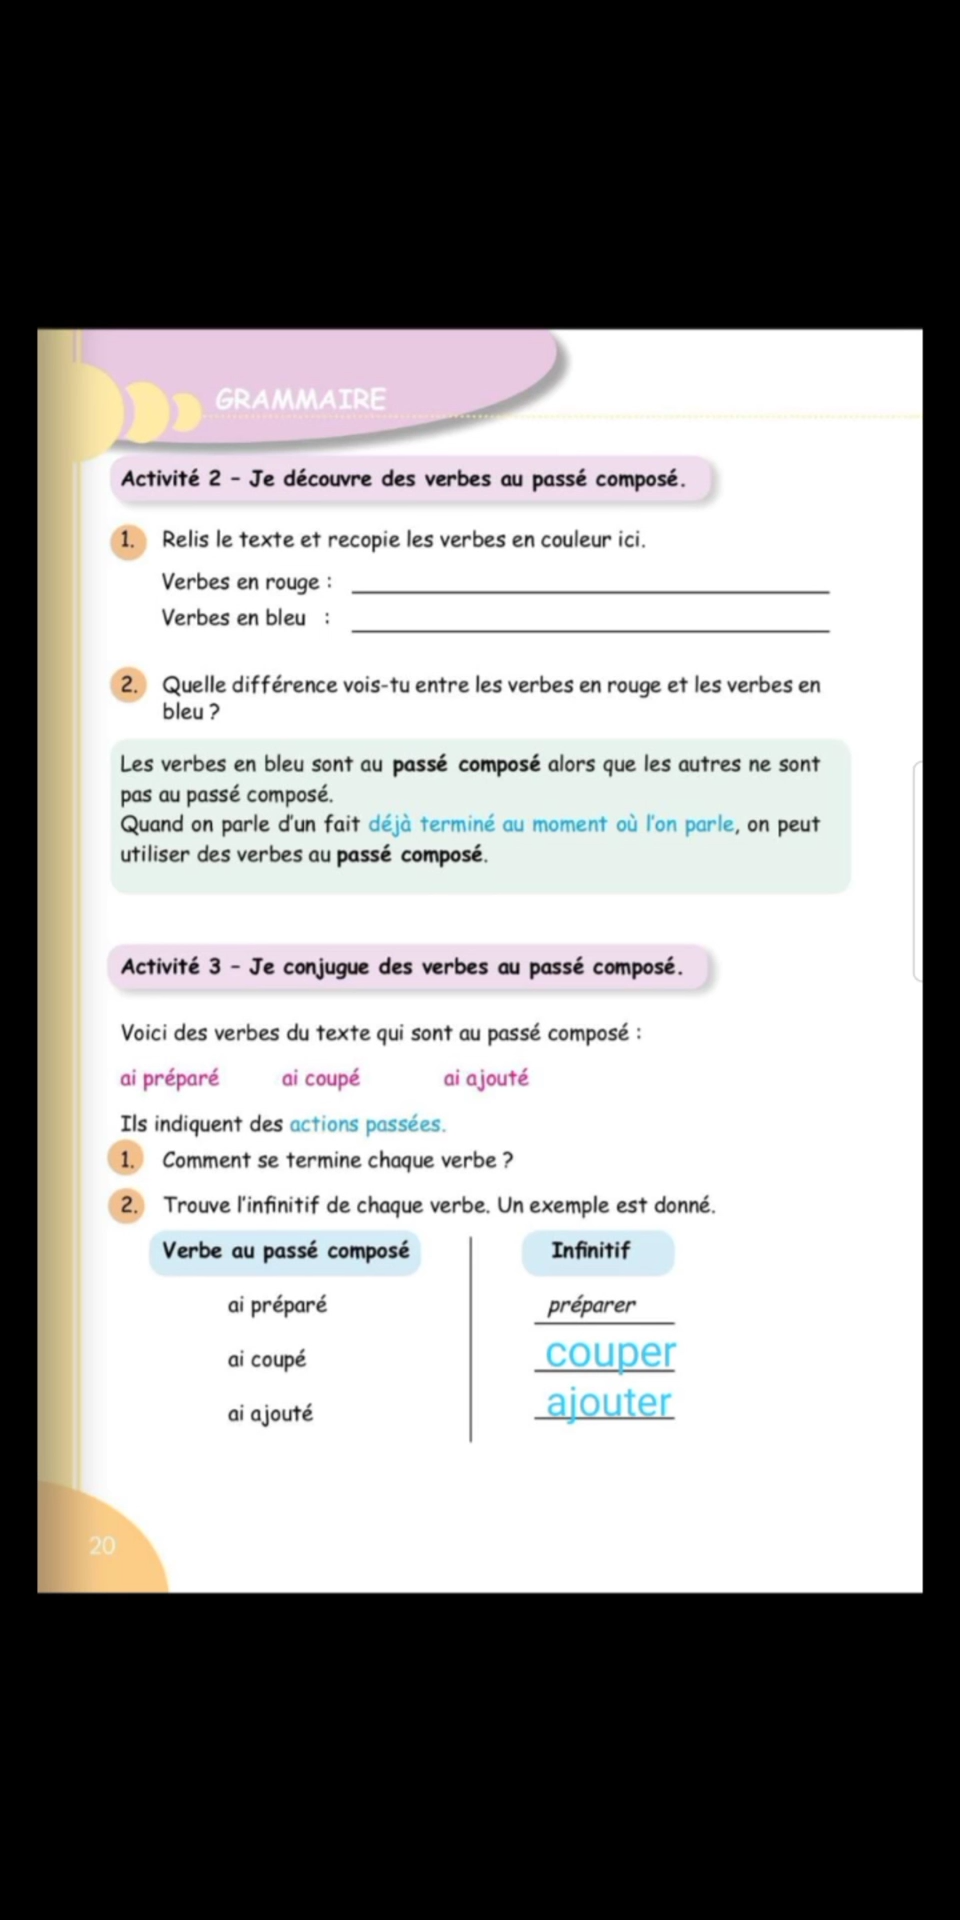 GRAMMAIRE
Activité 2 - Je découvre des verbes au passé composé.
1. Relis le texte et recopie les verbes en couleur ici.
Verbes en rouge :
Verbes en bleu :
2. Quelle différence vois-tu entre les verbes en rouge et les verbes en
bleu ?
Les verbes en bleu sont au passé composé alors que les autres ne sont
pas au passé composé.
Quand on parle d'un fait déjà terminé au moment où l'on parle, on peut
utiliser des verbes au passé composé.
Activité 3 - Je conjugue des verbes au passé composé.
Voici des verbes du texte qui sont au passé composé :
ai préparé ai coupé ai ajouté
Ils indiquent des actions passées.
1. Comment se termine chaque verbe ?
2. Trouve l'infinitif de chaque verbe. Un exemple est donné.
Verbe au passé composé Infinitif
ai préparé préparer
ai coupé couper
ai ajouté ajouter
20